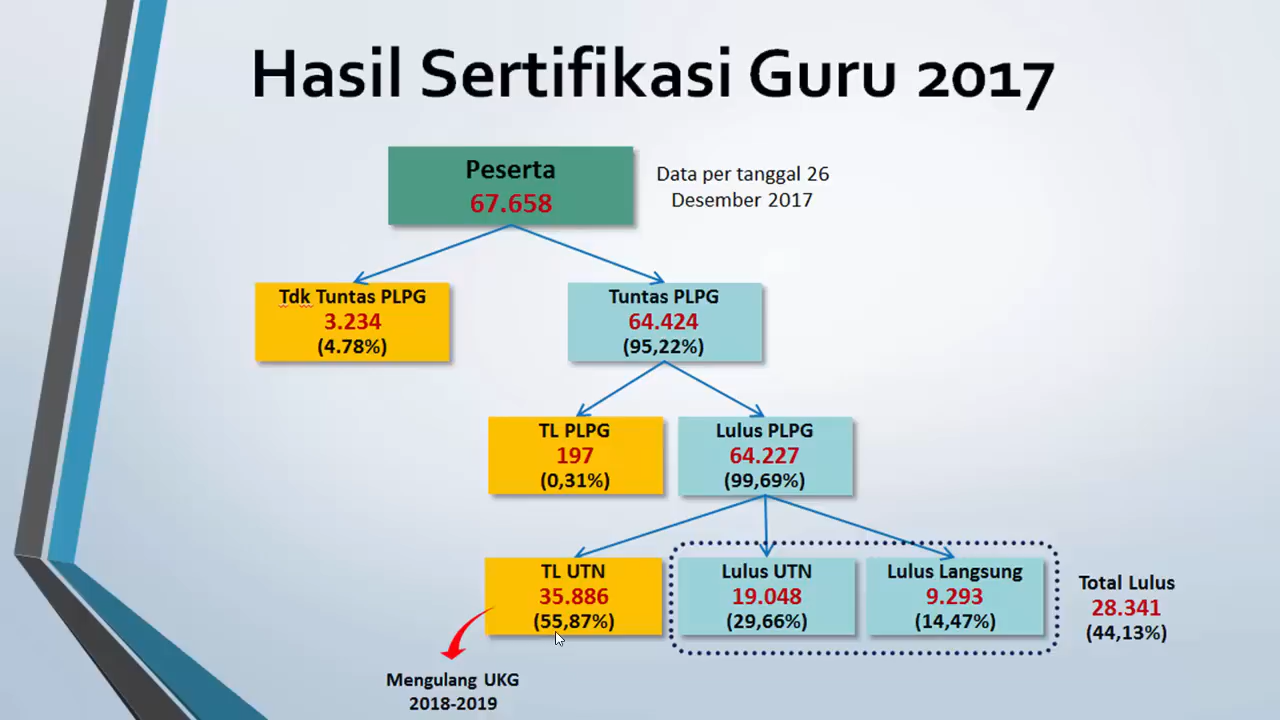 Hasil Sertifikasi Guru 2017
Peserta
67.658
Data per tanggal 26
Desember 2017
Tdk Tuntas PLPG
3.234
(4.78%)
Tuntas PLPG
64.424
(95,22%)
TL PLPG
197
(0,31%)
Lulus PLPG
64.227
(99,69%)
TL UTN
35.886
(55,87%)
Lulus UTN
19.048
(29,66%)
Lulus Langsung
9.293
(14,47%)
Total Lulus
28.341
(44,13%)
Mengulang UKG
2018-2019